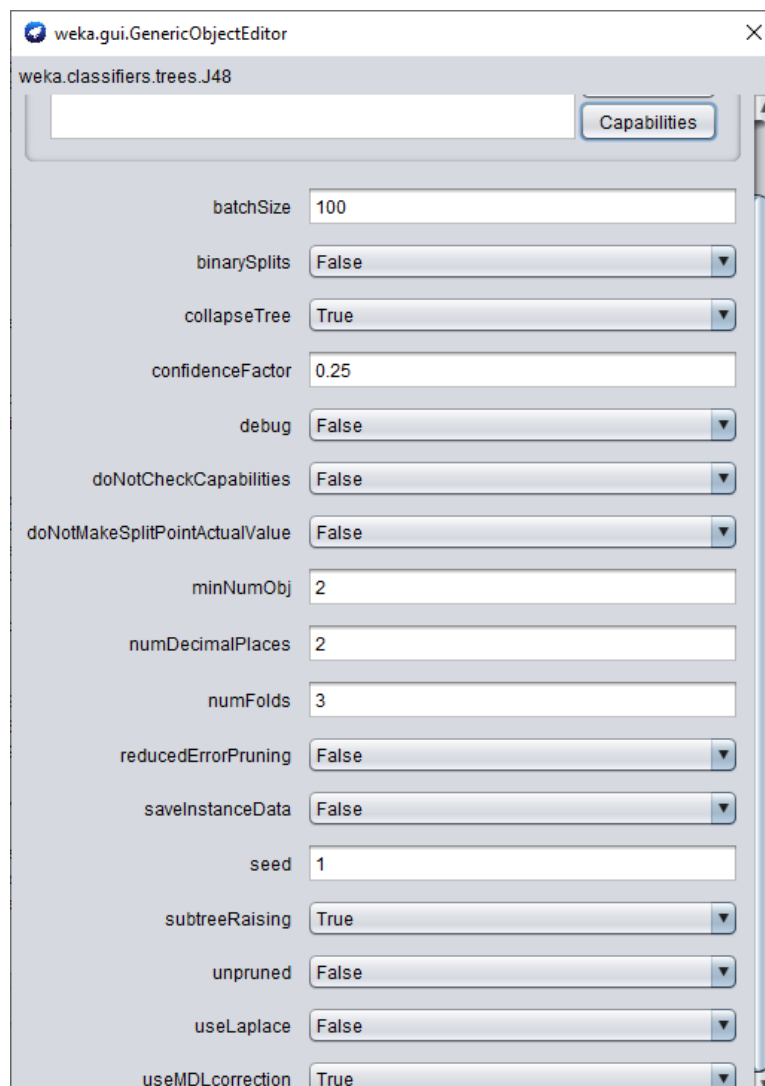 weka.gui.GenericObjectEditor
weka.classifiers.trees.J48
Capabilities
batchSize 100
binarySplits False
collapseTree True
confidenceFactor 0.25
debug False
doNotCheckCapabilities False
doNotMakeSplitPointActualValue False
minNumObj 2
numDecimalPlaces 2
numFolds 3
reducedErrorPruning False
saveInstanceData False
seed 1
subtreeRaising True
unpruned False
useLaplace False
useMDLcorrection True